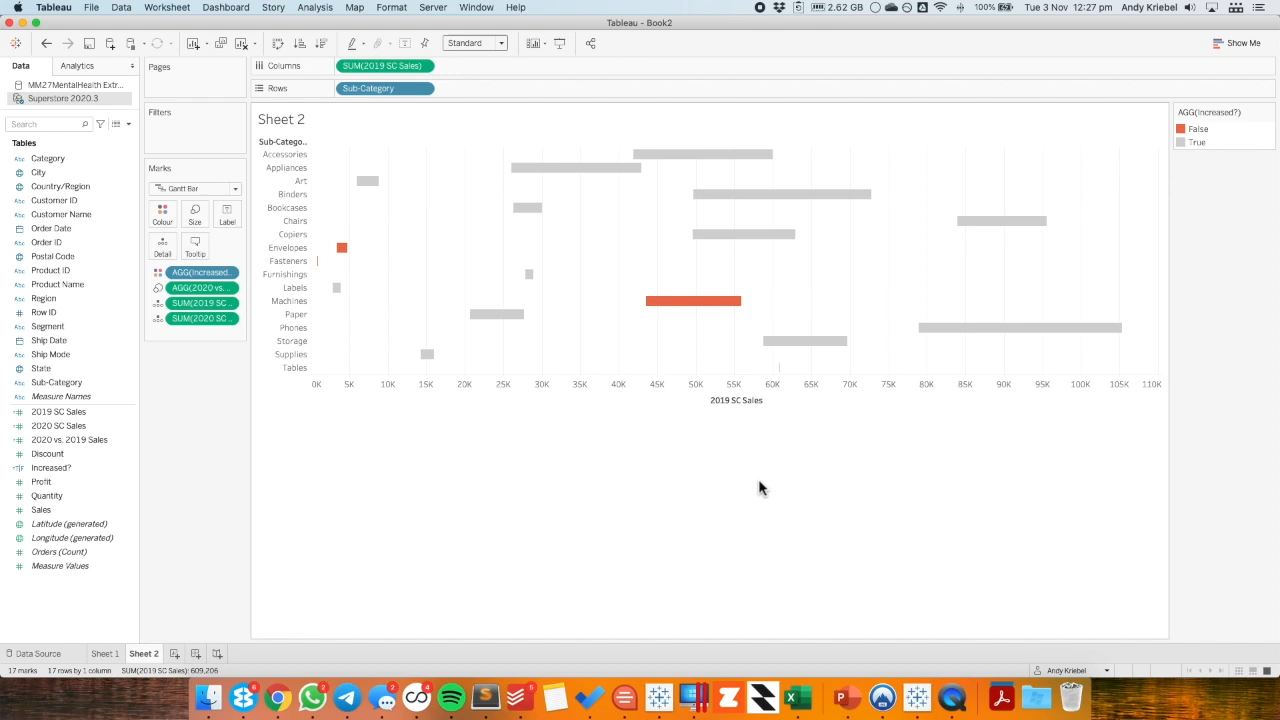 Tableau File Data Worksheet Dashboard Story Analysis Map Format Server Window Help 2.62 GB 100% Tue 3 Nov 12:27 pm Andy Kriebel
Tableau - Book2
Standard Show Me
Data Analytics
MM27MentalHealth Extr...
Superstore 2020.3
Search
Tables
Category
City
Country/Region
Customer ID
Customer Name
Order Date
Order ID
Postal Code
Product ID
Product Name
Region
Row ID
Segment
Ship Date
Ship Mode
State
Sub-Category
Measure Names
2019 SC Sales
2020 SC Sales
2020 vs. 2019 Sales
Discount
Increased?
Profit
Quantity
Sales
Latitude (generated)
Longitude (generated)
Orders (Count)
Measure Values
Pages
Filters
Marks
Gantt Bar
Colour Size Label
Detail Tooltip
AGG(Increased..
AGG(2020 vs. ..
SUM(2019 SC ..
SUM(2020 SC ..
Columns SUM(2019 SC Sales)
Rows Sub-Category
Sheet 2
Sub-Catego..
Accessories
Appliances
Art
Binders
Bookcases
Chairs
Copiers
Envelopes
Fasteners
Furnishings
Labels
Machines
Paper
Phones
Storage
Supplies
Tables
0K 5K 10K 15K 20K 25K 30K 35K 40K 45K 50K 55K 60K 65K 70K 75K 80K 85K 90K 95K 100K 105K 110K
2019 SC Sales
AGG(Increased?)
False
True
Data Source Sheet 1 Sheet 2
17 marks 17 rows by 1 column SUM(2019 SC Sales): 609,206 Andy Kriebel